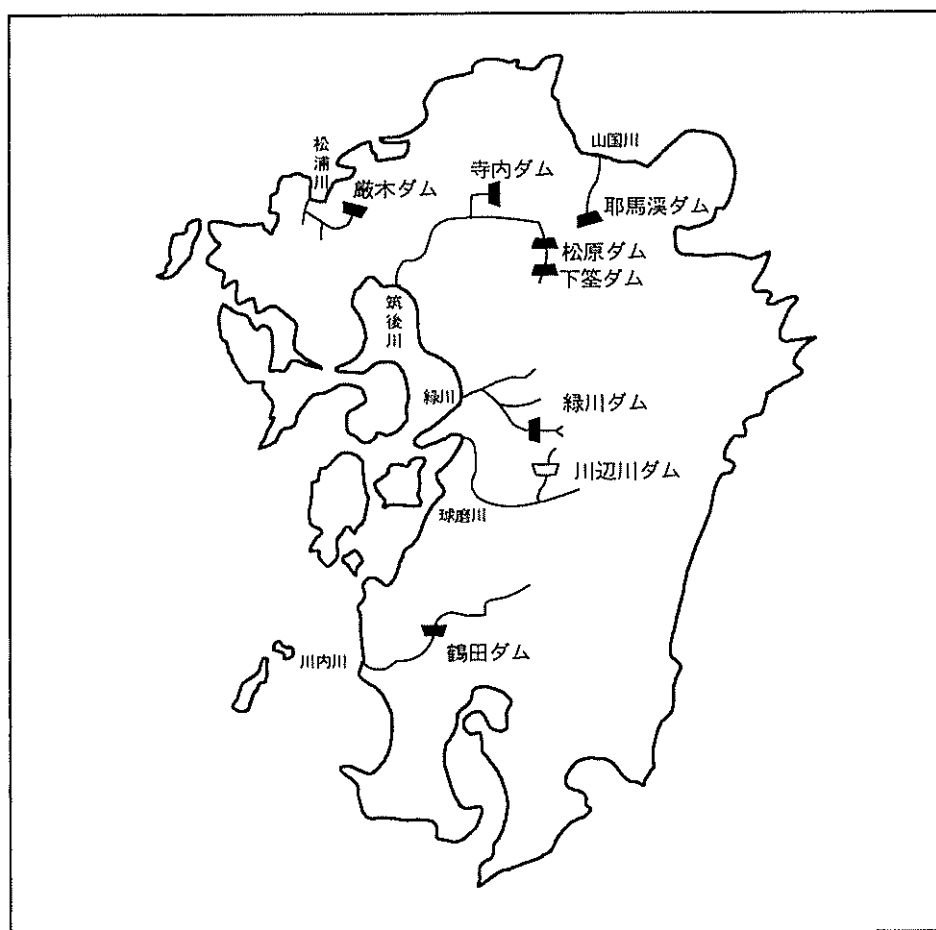 松浦川
厳木ダム
寺内ダム
山国川
耶馬渓ダム
松原ダム
下筌ダム
筑後川
緑川
緑川ダム
川辺川ダム
球磨川
川内川
鶴田ダム